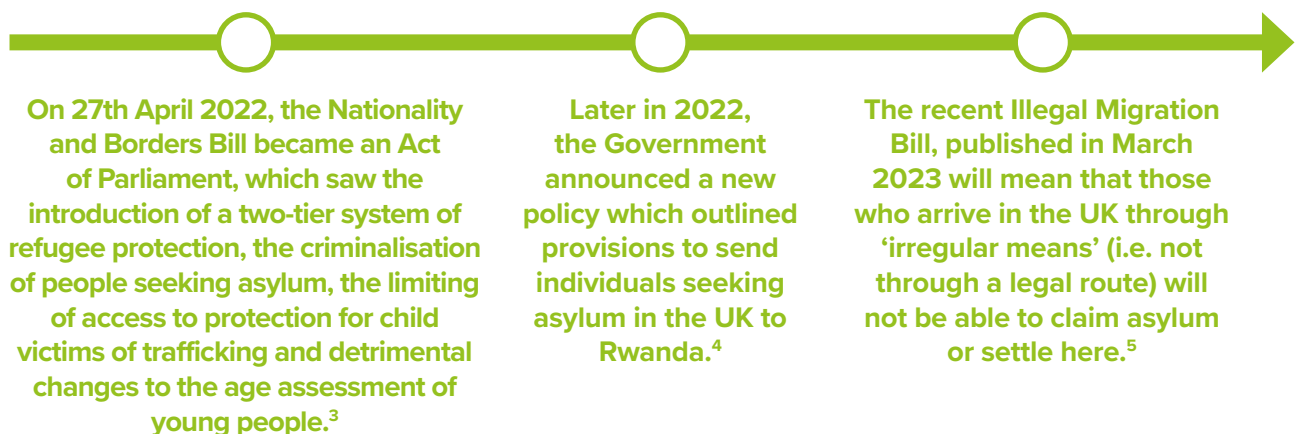 On 27th April 2022, the Nationality
and Borders Bill became an Act
of Parliament, which saw the
introduction of a two-tier system of
refugee protection, the criminalisation
of people seeking asylum, the limiting
of access to protection for child
victims of trafficking and detrimental
changes to the age assessment of
young people.³
Later in 2022,
the Government
announced a new
policy which outlined
provisions to send
individuals seeking
asylum in the UK to
Rwanda.⁴
The recent Illegal Migration
Bill, published in March
2023 will mean that those
who arrive in the UK through
‘irregular means’ (i.e. not
through a legal route) will
not be able to claim asylum
or settle here.⁵